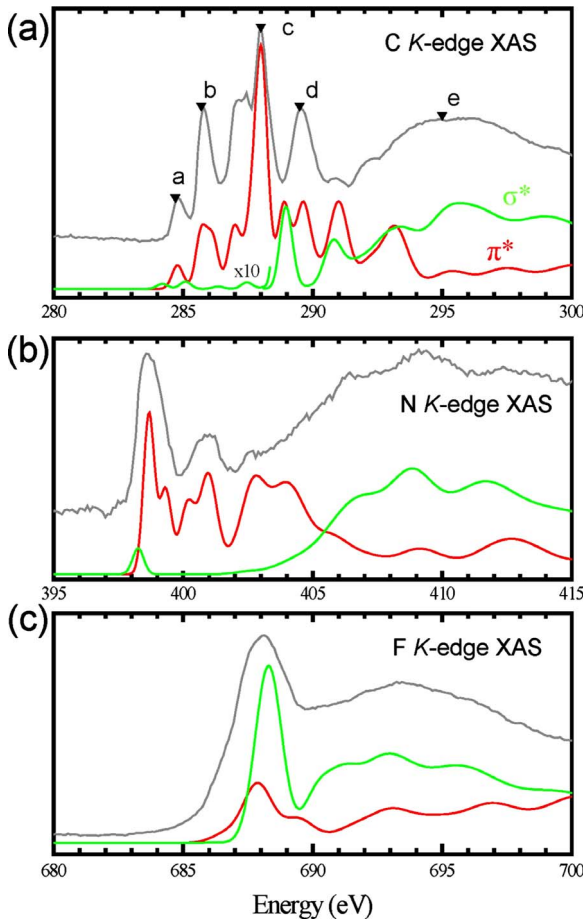 (a)
C K-edge XAS
c
b
d
e
a
σ*
π*
x10
280 285 290 295 300
(b)
N K-edge XAS
395 400 405 410 415
(c)
F K-edge XAS
680 685 690 695 700
Energy (eV)